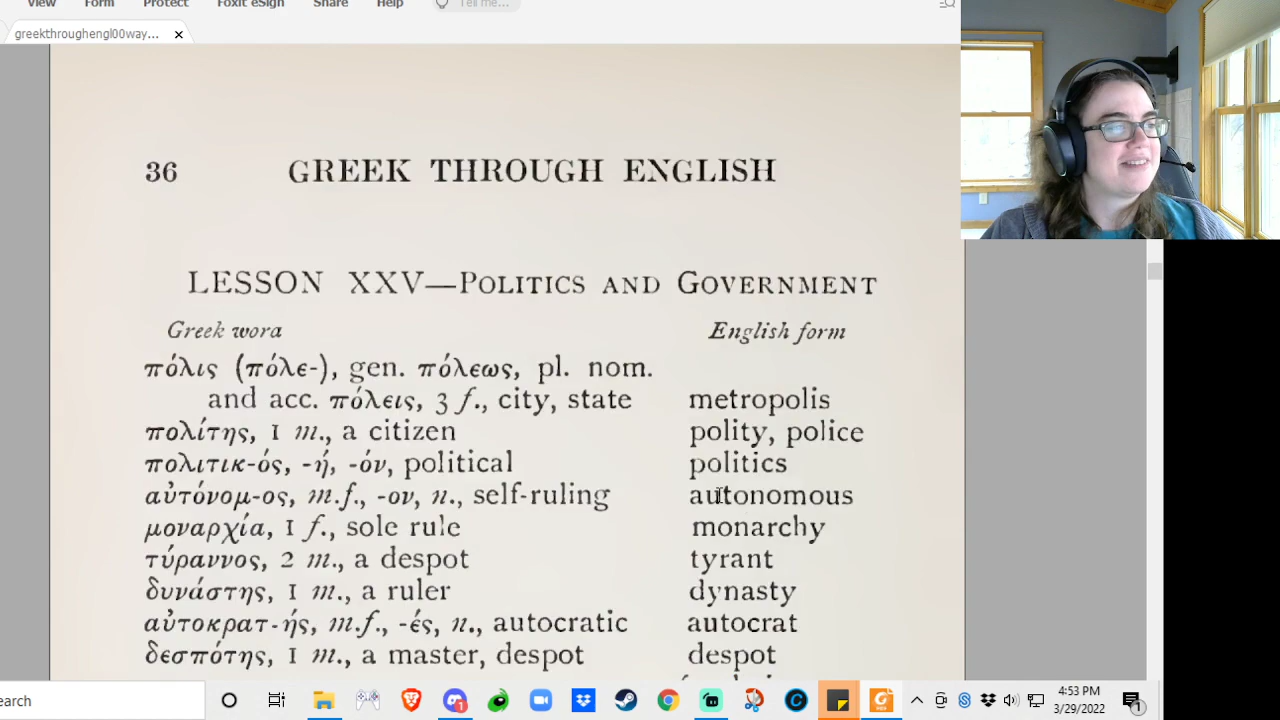 View Form Protect Foxit eSign Share Help Tell me...
greekthroughengl00way...
36 GREEK THROUGH ENGLISH
LESSON XXV—POLITICS AND GOVERNMENT
Greek wora English form
πόλις (πόλε-), gen. πόλεως, pl. nom.
and acc. πόλεις, 3 f., city, state metropolis
πολίτης, 1 m., a citizen polity, police
πολιτικ-ός, -ή, -όν, political politics
αὐτόνομ-ος, m.f., -ον, n., self-ruling autonomous
μοναρχία, 1 f., sole rule monarchy
τύραννος, 2 m., a despot tyrant
δυνάστης, 1 m., a ruler dynasty
αὐτοκρατ-ής, m.f., -ές, n., autocratic autocrat
δεσπότης, 1 m., a master, despot despot
earch
4:53 PM
3/29/2022